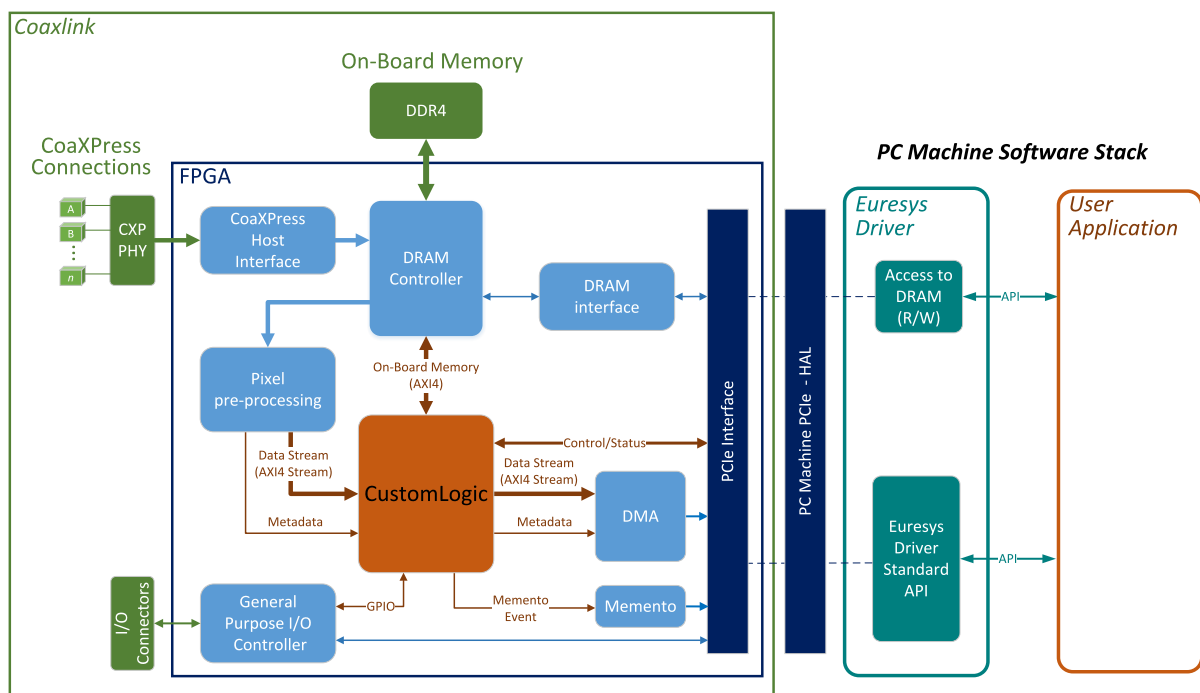 Coaxlink
On-Board Memory
DDR4
CoaXPress
Connections
A
B
n
CXP
PHY
FPGA
CoaXPress
Host
Interface
DRAM
Controller
DRAM
interface
On-Board Memory
(AXI4)
Pixel
pre-processing
Data Stream
(AXI4 Stream)
Metadata
CustomLogic
Control/Status
Data Stream
(AXI4 Stream)
Metadata
DMA
GPIO
Memento
Event
Memento
I/O
Connectors
General
Purpose I/O
Controller
PCIe Interface
PC Machine PCIe - HAL
PC Machine Software Stack
Euresys
Driver
Access to
DRAM
(R/W)
API
Euresys
Driver
Standard
API
API
User
Application